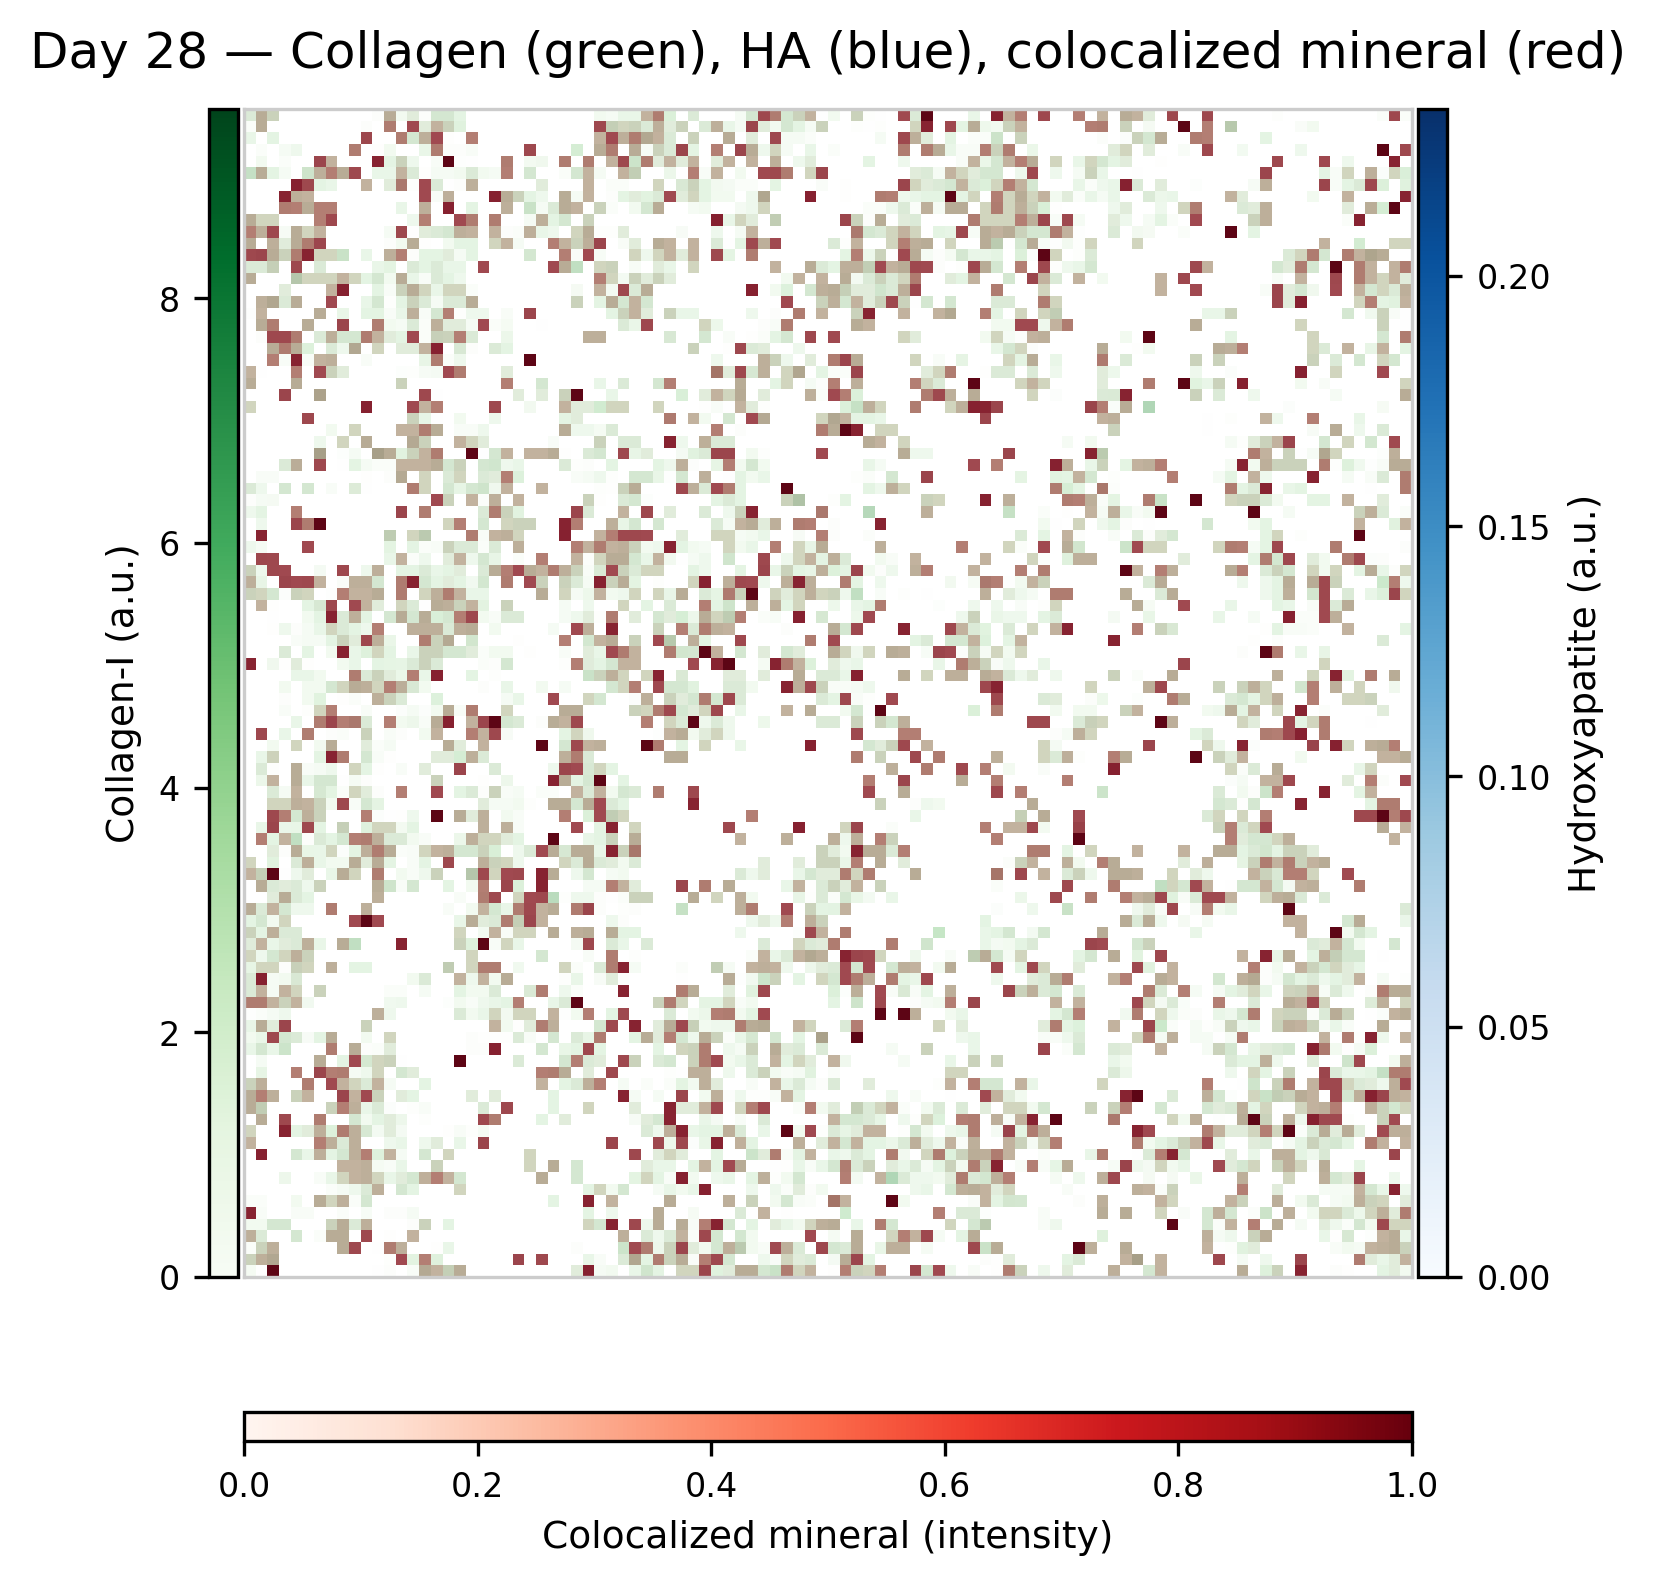 Day 28 — Collagen (green), HA (blue), colocalized mineral (red)
Collagen-I (a.u.)
8
6
4
2
0
0.20
0.15
0.10
0.05
0.00
Hydroxyapatite (a.u.)
0.0 0.2 0.4 0.6 0.8 1.0
Colocalized mineral (intensity)